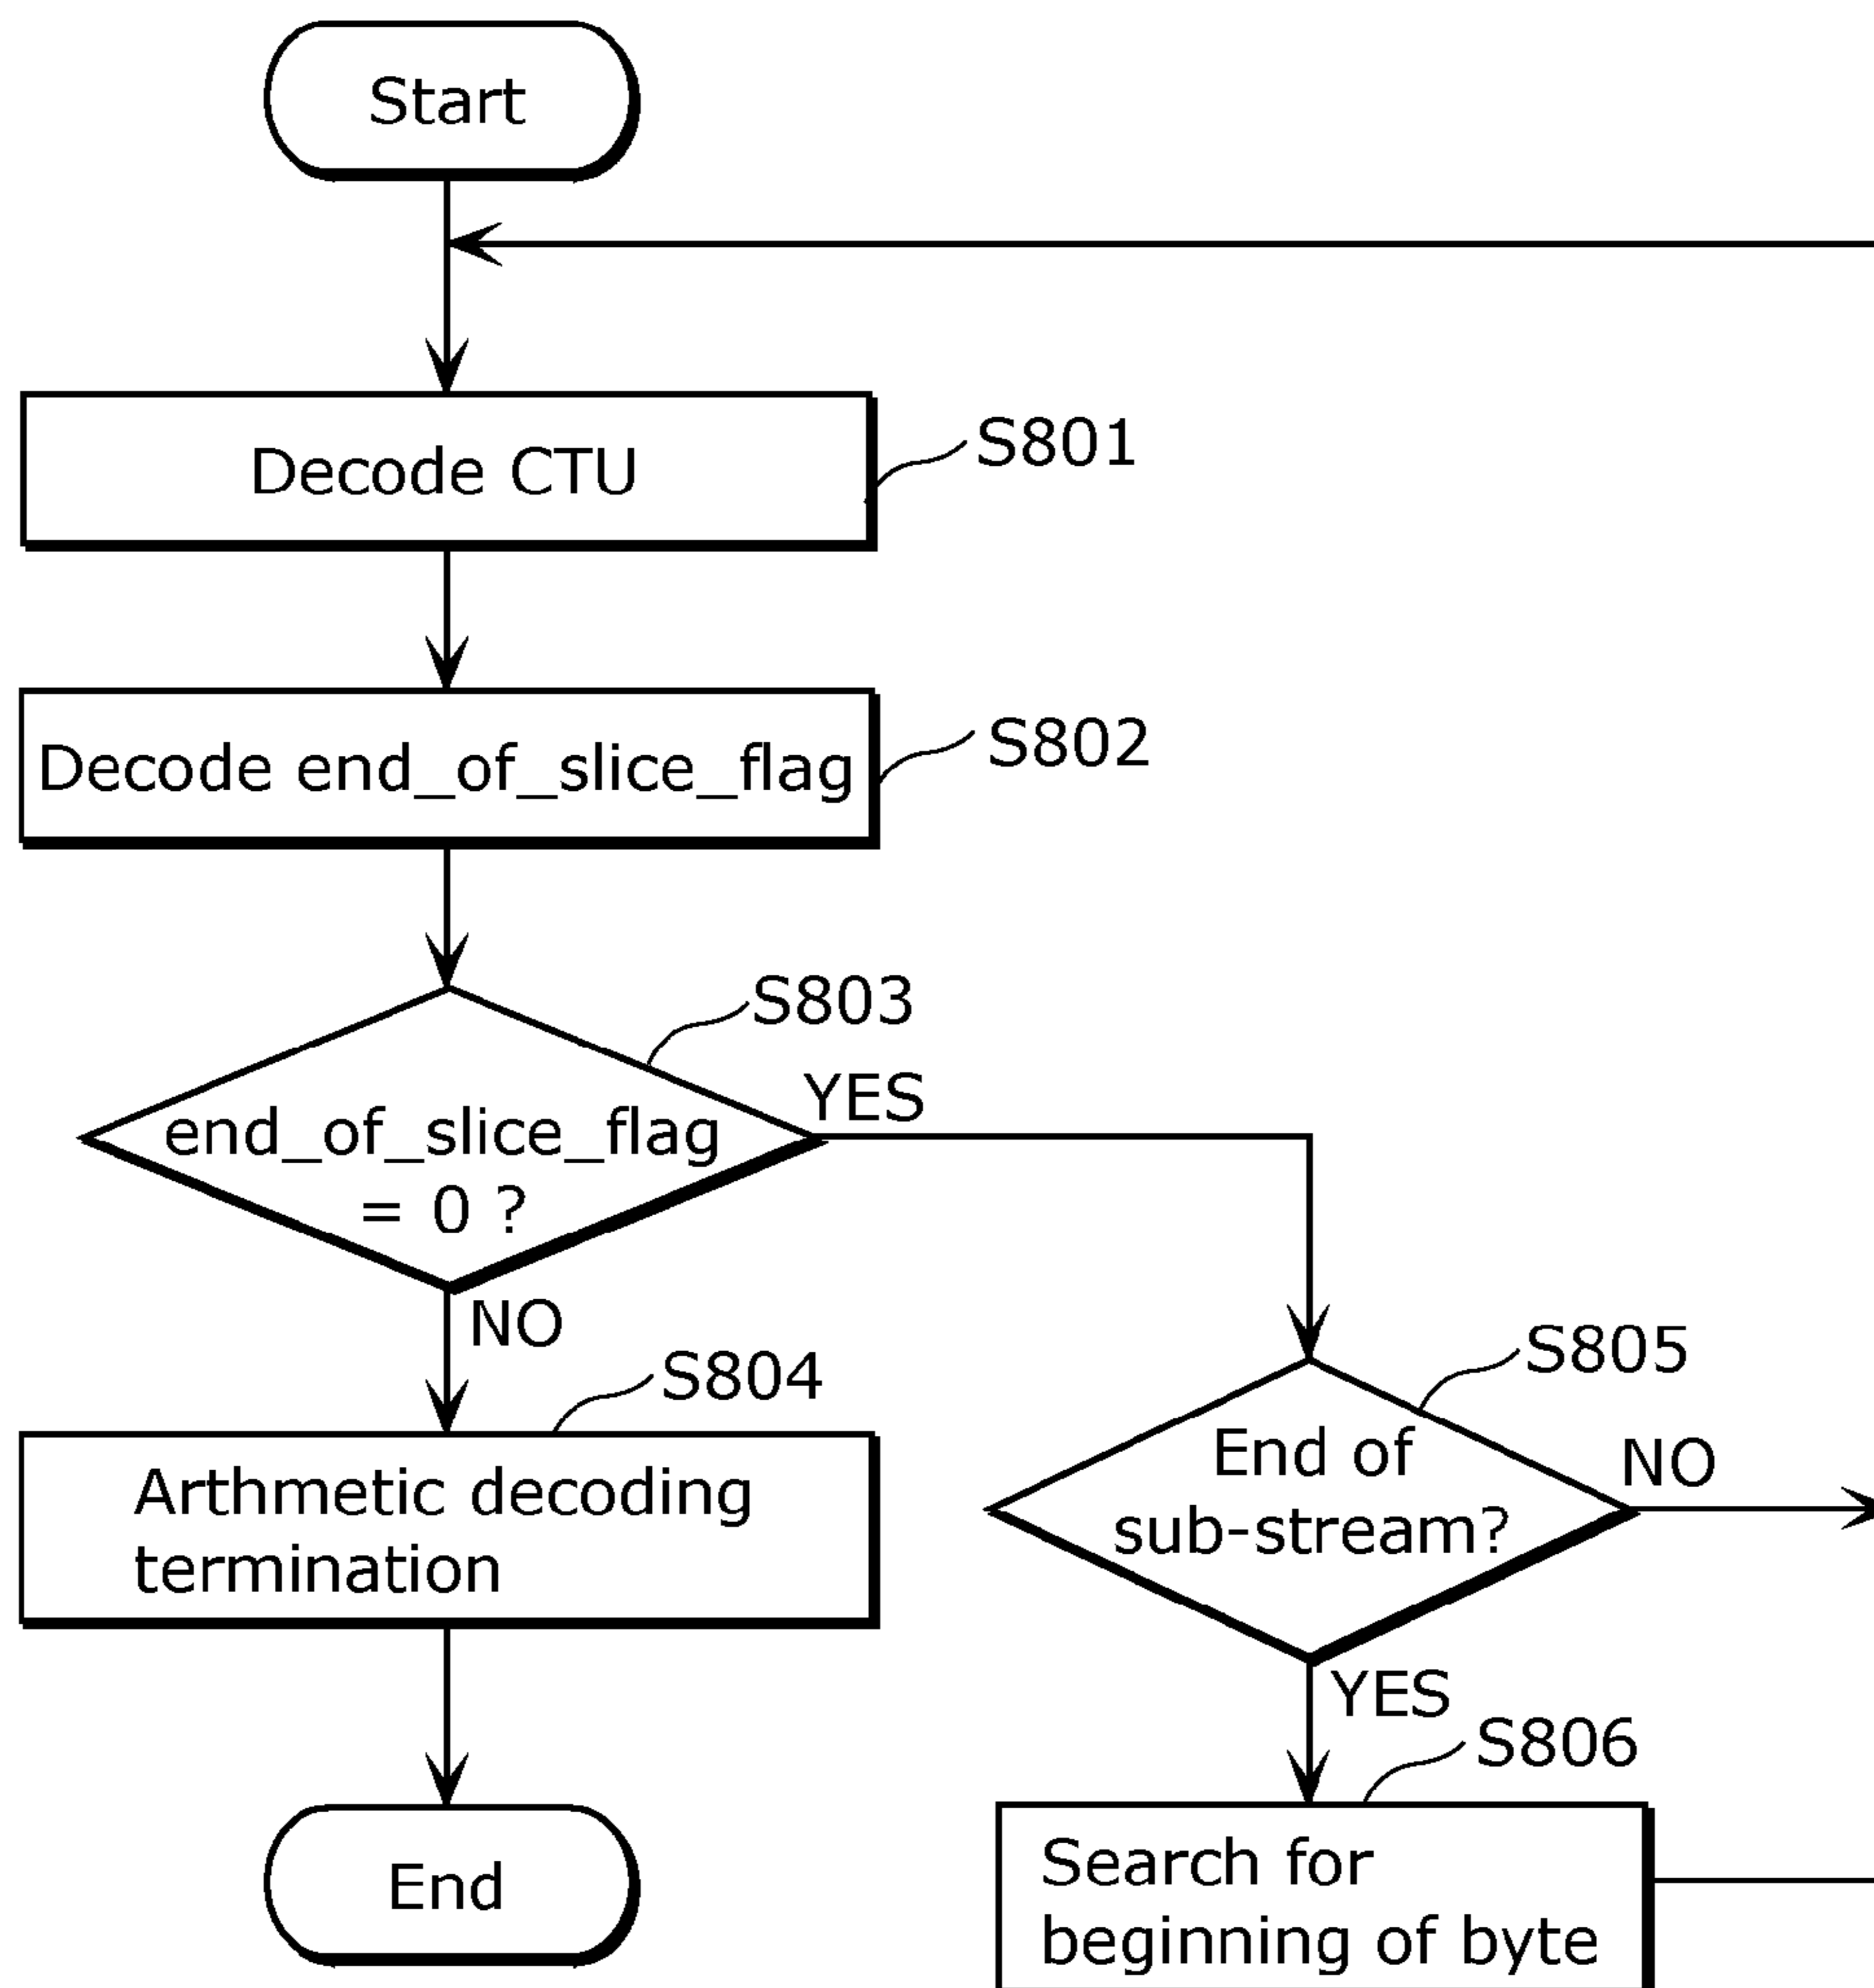 Start
Decode CTU
S801
Decode end_of_slice_flag
S802
S803
end_of_slice_flag
= 0 ?
YES
NO
S804
Arthmetic decoding
termination
End
S805
End of
sub-stream?
NO
YES
S806
Search for
beginning of byte